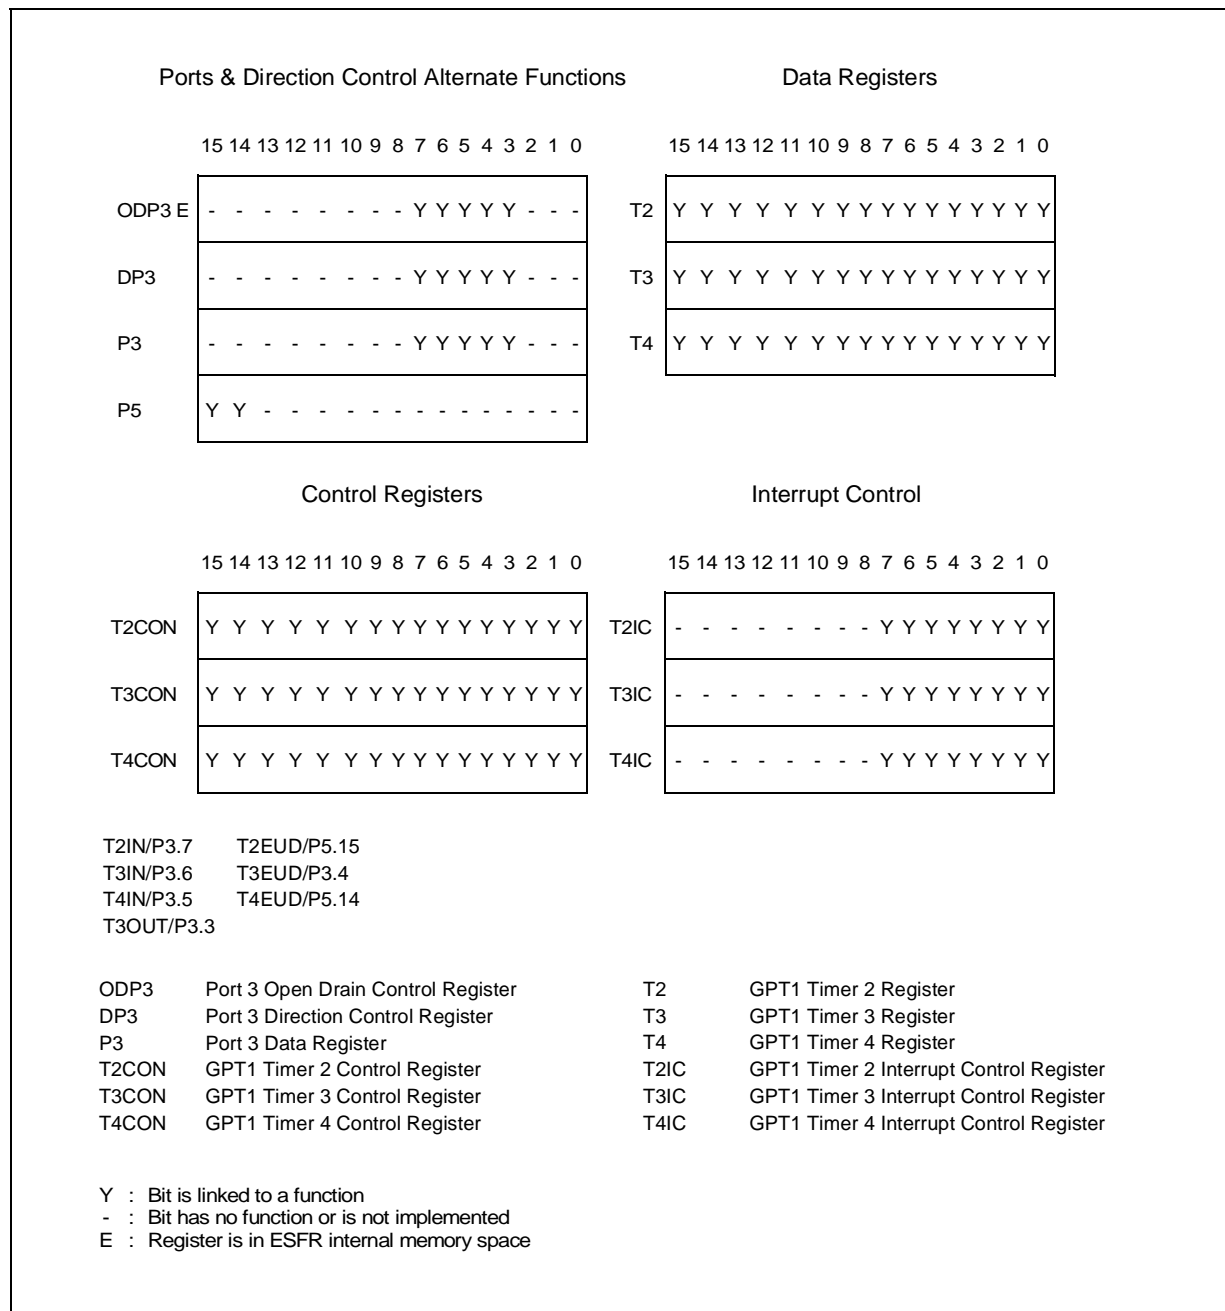 Ports & Direction Control Alternate Functions
15 14 13 12 11 10 9 8 7 6 5 4 3 2 1 0
ODP3 E - - - - - - - - Y Y Y Y Y - - -
DP3 - - - - - - - - Y Y Y Y Y - - -
P3 - - - - - - - - Y Y Y Y Y - - -
P5 Y Y - - - - - - - - - - - - - -
Data Registers
15 14 13 12 11 10 9 8 7 6 5 4 3 2 1 0
T2 Y Y Y Y Y Y Y Y Y Y Y Y Y Y Y Y
T3 Y Y Y Y Y Y Y Y Y Y Y Y Y Y Y Y
T4 Y Y Y Y Y Y Y Y Y Y Y Y Y Y Y Y
Control Registers
15 14 13 12 11 10 9 8 7 6 5 4 3 2 1 0
T2CON Y Y Y Y Y Y Y Y Y Y Y Y Y Y Y Y
T3CON Y Y Y Y Y Y Y Y Y Y Y Y Y Y Y Y
T4CON Y Y Y Y Y Y Y Y Y Y Y Y Y Y Y Y
Interrupt Control
15 14 13 12 11 10 9 8 7 6 5 4 3 2 1 0
T2IC - - - - - - - - Y Y Y Y Y Y Y Y
T3IC - - - - - - - - Y Y Y Y Y Y Y Y
T4IC - - - - - - - - Y Y Y Y Y Y Y Y
T2IN/P3.7 T2EUD/P5.15
T3IN/P3.6 T3EUD/P3.4
T4IN/P3.5 T4EUD/P5.14
T3OUT/P3.3
ODP3 Port 3 Open Drain Control Register
DP3 Port 3 Direction Control Register
P3 Port 3 Data Register
T2CON GPT1 Timer 2 Control Register
T3CON GPT1 Timer 3 Control Register
T4CON GPT1 Timer 4 Control Register
T2 GPT1 Timer 2 Register
T3 GPT1 Timer 3 Register
T4 GPT1 Timer 4 Register
T2IC GPT1 Timer 2 Interrupt Control Register
T3IC GPT1 Timer 3 Interrupt Control Register
T4IC GPT1 Timer 4 Interrupt Control Register
Y : Bit is linked to a function
- : Bit has no function or is not implemented
E : Register is in ESFR internal memory space